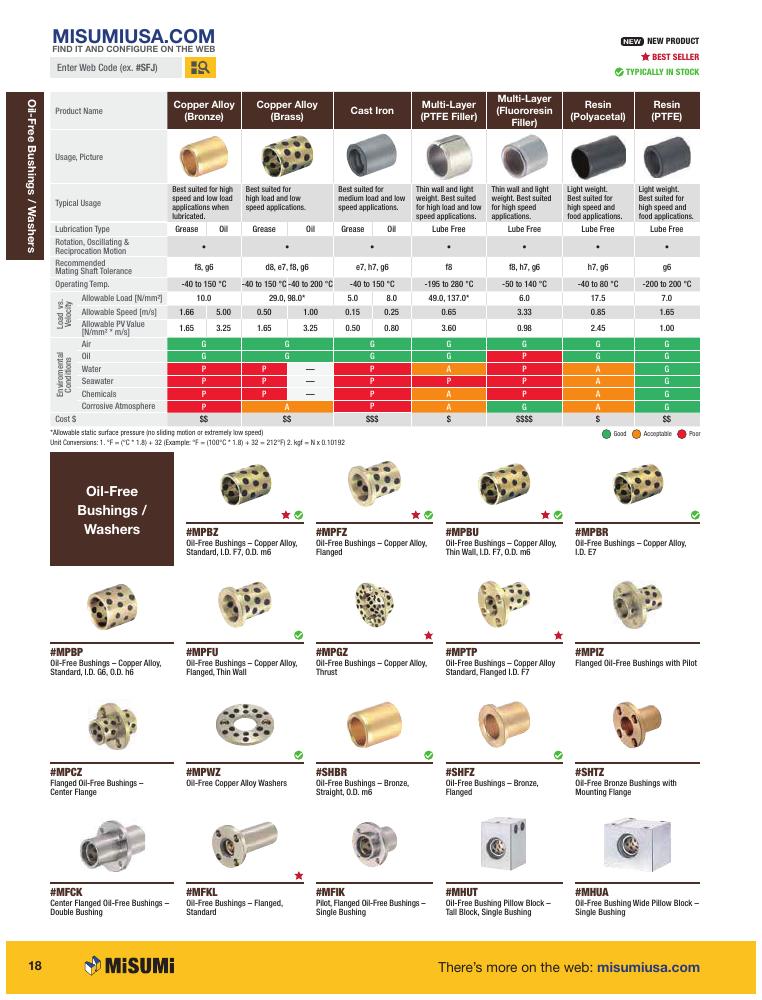 MISUMIUSA.COM
FIND IT AND CONFIGURE ON THE WEB
Enter Web Code (ex. #SFJ)
NEW NEW PRODUCT
BEST SELLER
TYPICALLY IN STOCK
Oil-Free Bushings / Washers
Product Name
Copper Alloy (Bronze)
Copper Alloy (Brass)
Cast Iron
Multi-Layer (PTFE Filler)
Multi-Layer (Fluororesin Filler)
Resin (Polyacetal)
Resin (PTFE)
Usage, Picture
Typical Usage
Best suited for high speed and low load applications when lubricated.
Best suited for high load and low speed applications.
Best suited for medium load and low speed applications.
Thin wall and light weight. Best suited for high load and low speed applications.
Thin wall and light weight. Best suited for high speed applications.
Light weight. Best suited for high speed and food applications.
Light weight. Best suited for high speed and food applications.
Lubrication Type Grease Oil Grease Oil Grease Oil Lube Free Lube Free Lube Free Lube Free
Rotation, Oscillating & Reciprocation Motion • • • • • • •
Recommended Mating Shaft Tolerance f8, g6 d8, e7, f8, g6 e7, h7, g6 f8 f8, h7, g6 h7, g6 g6
Operating Temp. -40 to 150 °C -40 to 150 °C -40 to 200 °C -40 to 150 °C -195 to 280 °C -50 to 140 °C -40 to 80 °C -200 to 200 °C
Load vs. Velocity
Allowable Load [N/mm²] 10.0 29.0, 98.0* 5.0 8.0 49.0, 137.0* 6.0 17.5 7.0
Allowable Speed [m/s] 1.66 5.00 0.50 1.00 0.15 0.25 0.65 3.33 0.85 1.65
Allowable PV Value [N/mm² * m/s] 1.65 3.25 1.65 3.25 0.50 0.80 3.60 0.98 2.45 1.00
Enviromental Conditions
Air G G G G G G G
Oil G G G G P G G
Water P P — P A P A G
Seawater P P — P P P A G
Chemicals P P — P A P A G
Corrosive Atmosphere P A P A G A G
Cost $ $$ $$ $$$ $ $$$$ $ $$
*Allowable static surface pressure (no sliding motion or extremely low speed)
Good Acceptable Poor
Unit Conversions: 1. °F = (°C * 1.8) + 32 (Example: °F = (100°C * 1.8) + 32 = 212°F) 2. kgf = N x 0.10192
Oil-Free
Bushings /
Washers
#MPBZ
Oil-Free Bushings – Copper Alloy,
Standard, I.D. F7, O.D. m6
#MPFZ
Oil-Free Bushings – Copper Alloy,
Flanged
#MPBU
Oil-Free Bushings – Copper Alloy,
Thin Wall, I.D. F7, O.D. m6
#MPBR
Oil-Free Bushings – Copper Alloy,
I.D. E7
#MPBP
Oil-Free Bushings – Copper Alloy,
Standard, I.D. G6, O.D. h6
#MPFU
Oil-Free Bushings – Copper Alloy,
Flanged, Thin Wall
#MPGZ
Oil-Free Bushings – Copper Alloy,
Thrust
#MPTP
Oil-Free Bushings – Copper Alloy
Standard, Flanged I.D. F7
#MPIZ
Flanged Oil-Free Bushings with Pilot
#MPCZ
Flanged Oil-Free Bushings –
Center Flange
#MPWZ
Oil-Free Copper Alloy Washers
#SHBR
Oil-Free Bushings – Bronze,
Straight, O.D. m6
#SHFZ
Oil-Free Bushings – Bronze,
Flanged
#SHTZ
Oil-Free Bronze Bushings with
Mounting Flange
#MFCK
Center Flanged Oil-Free Bushings –
Double Bushing
#MFKL
Oil-Free Bushings – Flanged,
Standard
#MFIK
Pilot, Flanged Oil-Free Bushings –
Single Bushing
#MHUT
Oil-Free Bushing Pillow Block –
Tall Block, Single Bushing
#MHUA
Oil-Free Bushing Wide Pillow Block –
Single Bushing
18
MiSUMi
There's more on the web: misumiusa.com